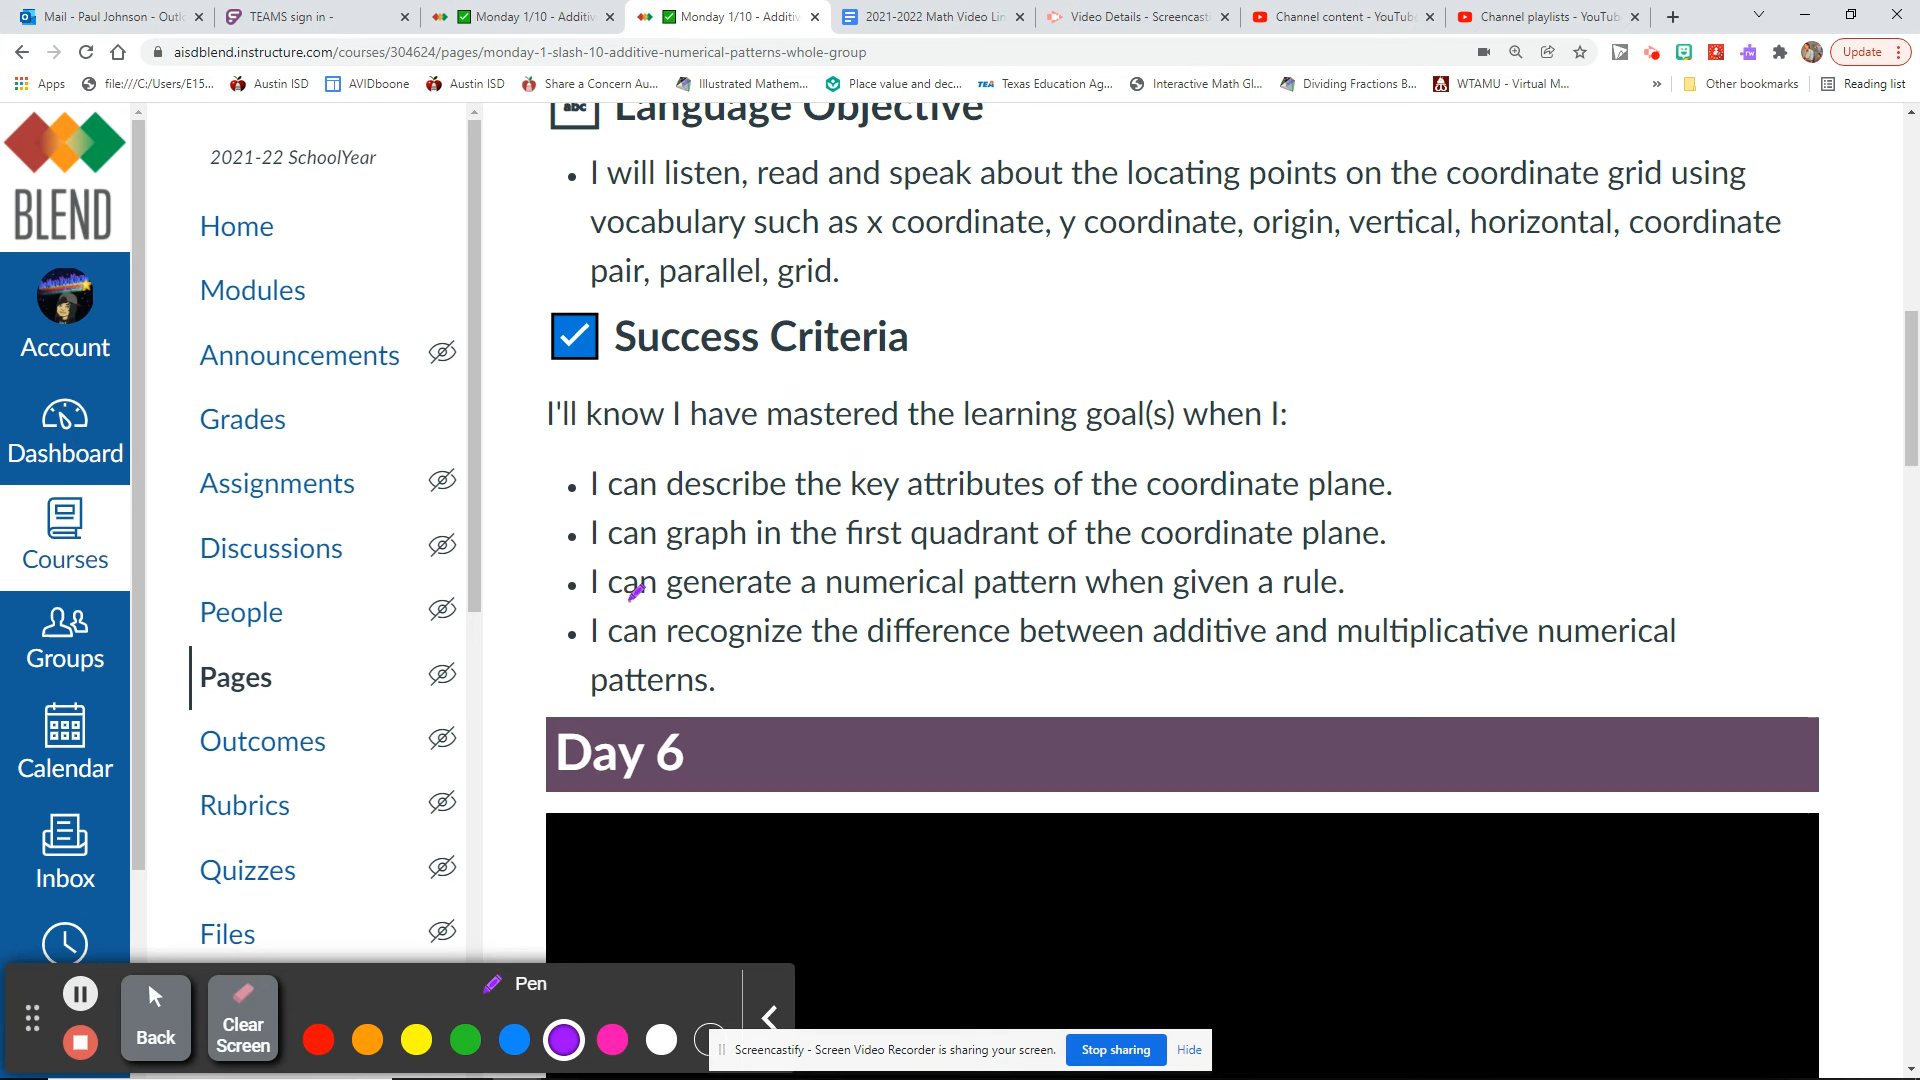 Mail - Paul Johnson - Outlo
TEAMS sign in -
Monday 1/10 - Additiv
Monday 1/10 - Additiv
2021-2022 Math Video Lin
Video Details - Screencasti
Channel content - YouTube
Channel playlists - YouTub
aisdblend.instructure.com/courses/304624/pages/monday-1-slash-10-additive-numerical-patterns-whole-group
Update
Apps
file:///C:/Users/E15...
Austin ISD
AVIDboone
Austin ISD
Share a Concern Au...
Illustrated Mathem...
Place value and dec...
TEA Texas Education Ag...
Interactive Math Gl...
Dividing Fractions B...
WTAMU - Virtual M...
»
Other bookmarks
Reading list
BLEND
Account
Dashboard
Courses
Groups
Calendar
Inbox
2021-22 SchoolYear
Home
Modules
Announcements
Grades
Assignments
Discussions
People
Pages
Outcomes
Rubrics
Quizzes
Files
abc Language Objective
• I will listen, read and speak about the locating points on the coordinate grid using
vocabulary such as x coordinate, y coordinate, origin, vertical, horizontal, coordinate
pair, parallel, grid.
Success Criteria
I'll know I have mastered the learning goal(s) when I:
• I can describe the key attributes of the coordinate plane.
• I can graph in the first quadrant of the coordinate plane.
• I can generate a numerical pattern when given a rule.
• I can recognize the difference between additive and multiplicative numerical
patterns.
Day 6
Back
Clear
Screen
Pen
Screencastify - Screen Video Recorder is sharing your screen.
Stop sharing
Hide